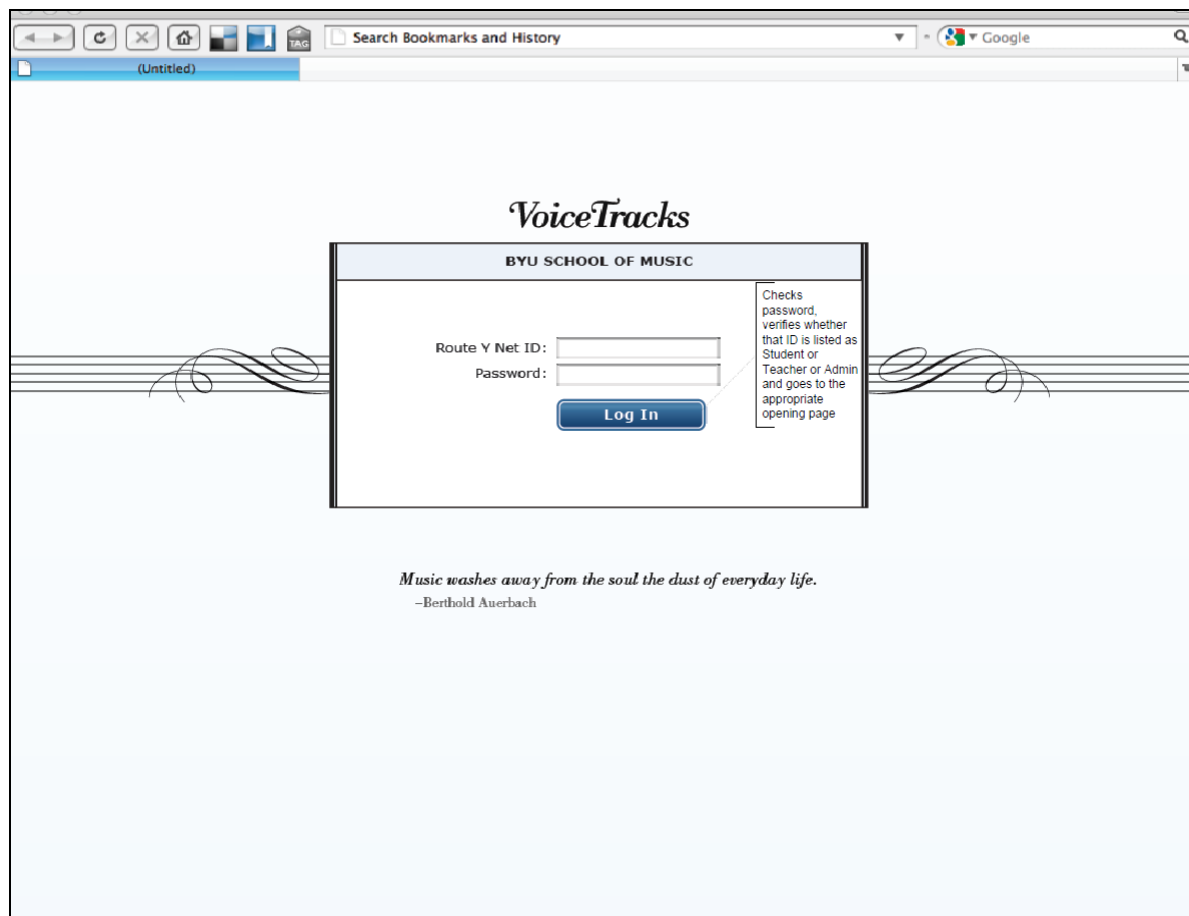 TAG
Search Bookmarks and History
Google
(Untitled)
VoiceTracks
BYU SCHOOL OF MUSIC
Checks
password,
verifies whether
that ID is listed as
Student or
Teacher or Admin
and goes to the
appropriate
opening page
Route Y Net ID:
Password:
Log In
Music washes away from the soul the dust of everyday life.
–Berthold Auerbach